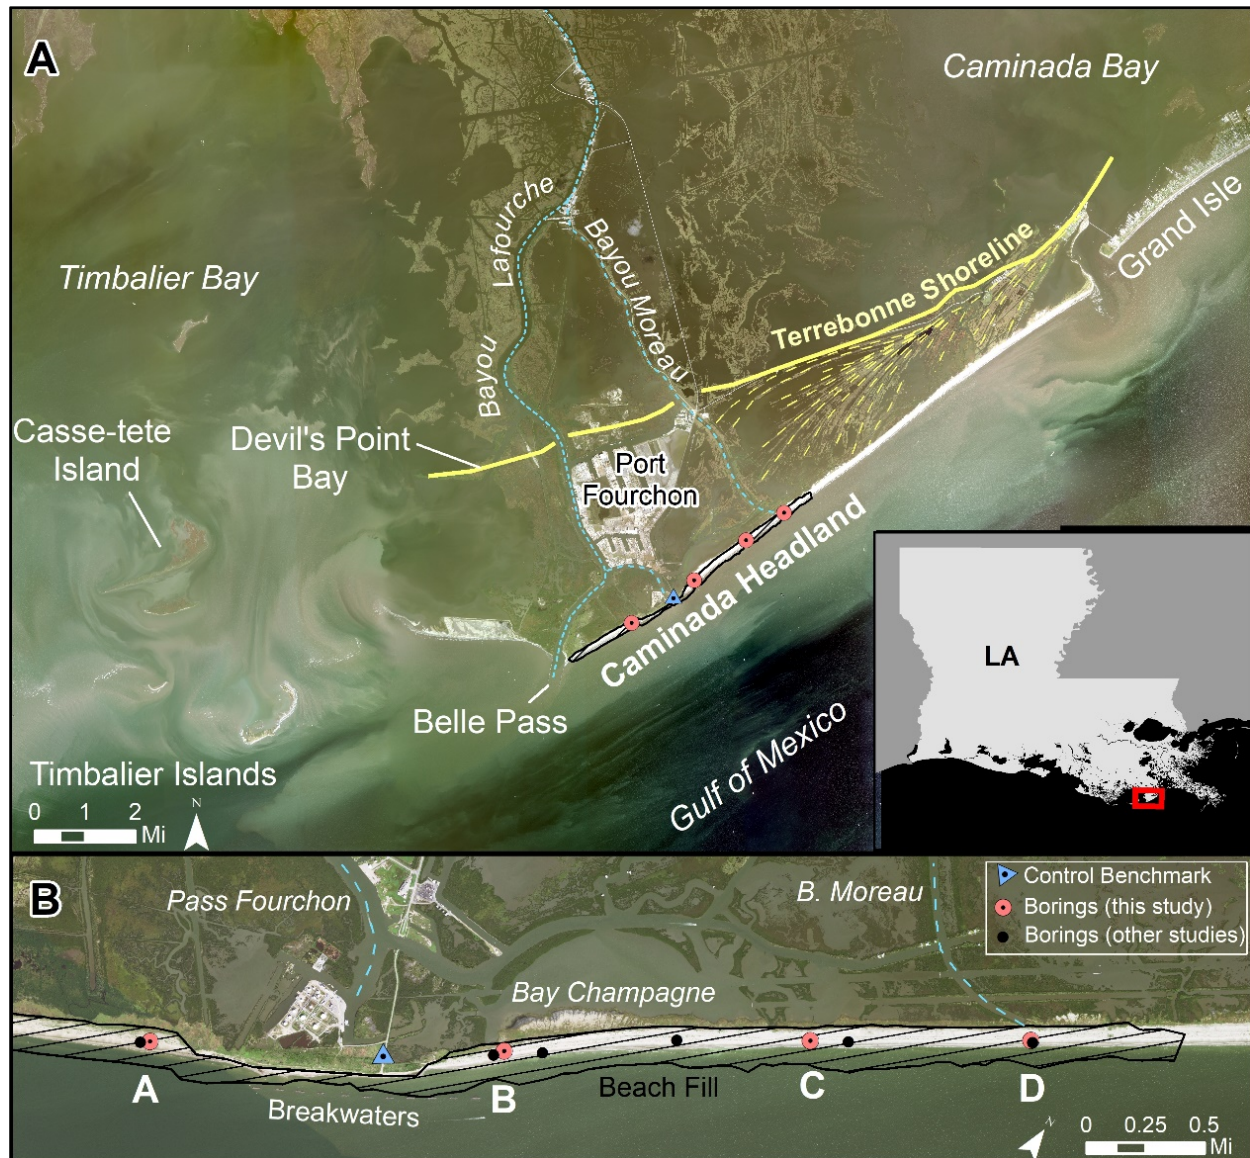 A
Caminada Bay
Timbalier Bay
Bayou
Lafourche
Bayou Moreau
Terrebonne Shoreline
Grand Isle
Casse-tete
Island
Devil's Point
Bay
Port
Fourchon
Caminada Headland
Belle Pass
Gulf of Mexico
Timbalier Islands
0 1 2
Mi
N
LA
B
Pass Fourchon
B. Moreau
Control Benchmark
Borings (this study)
Borings (other studies)
Bay Champagne
A
B
C
D
Beach Fill
Breakwaters
N
0 0.25 0.5
Mi